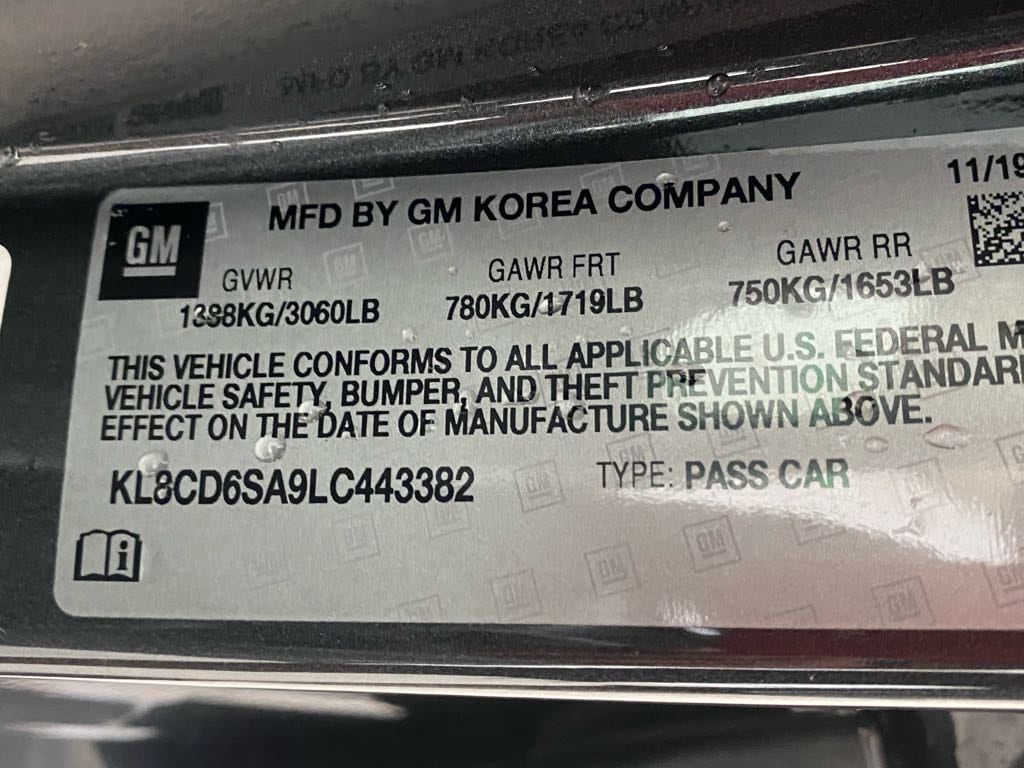 11/19
GM
MFD BY GM KOREA COMPANY
GVWR
GAWR FRT
GAWR RR
1388KG/3060LB
780KG/1719LB
750KG/1653LB
THIS VEHICLE CONFORMS TO ALL APPLICABLE U.S. FEDERAL M
VEHICLE SAFETY, BUMPER, AND THEFT PREVENTION STANDAR
EFFECT ON THE DATE OF MANUFACTURE SHOWN ABOVE.
KL8CD6SA9LC443382
TYPE: PASS CAR